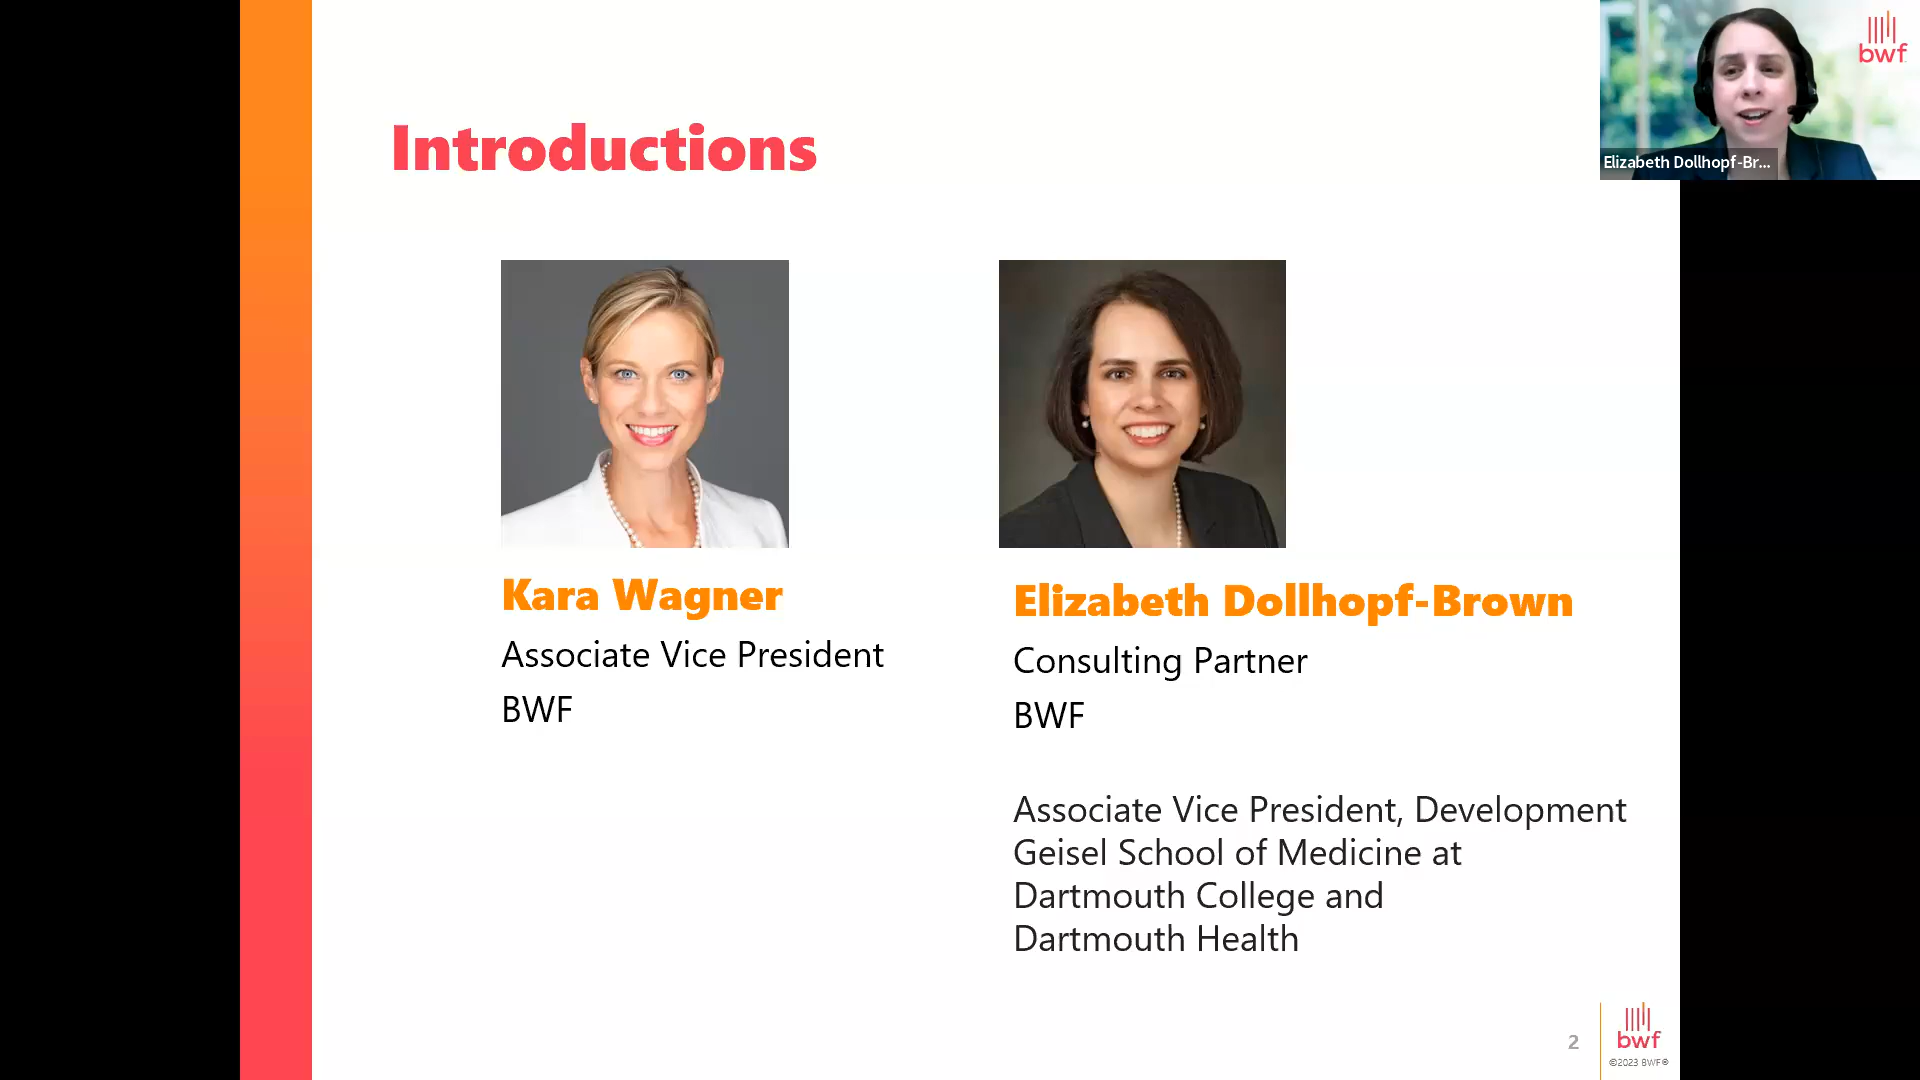 Introductions
bwf
Elizabeth Dollhopf-Br...
Kara Wagner
Associate Vice President
BWF
Elizabeth Dollhopf-Brown
Consulting Partner
BWF
Associate Vice President, Development
Geisel School of Medicine at
Dartmouth College and
Dartmouth Health
2
bwf
©2023 BWF®